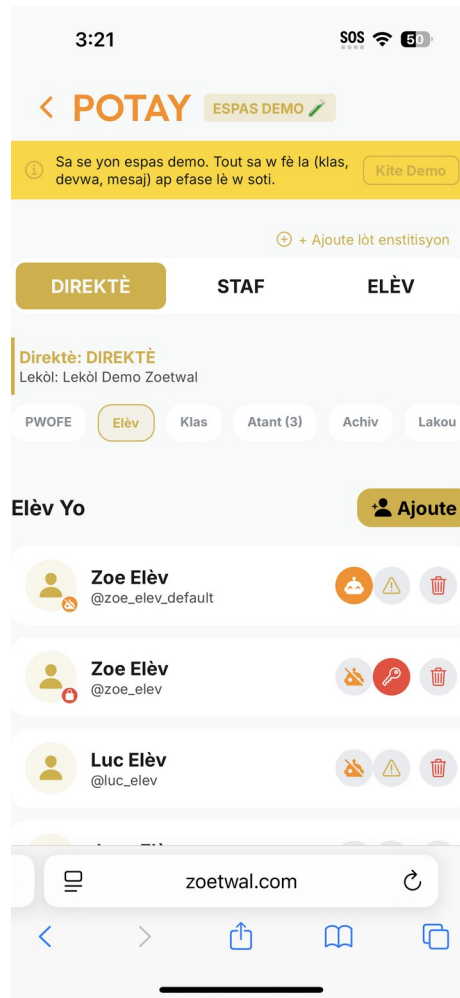 3:21
SOS
50
POTAY
ESPAS DEMO
Sa se yon espas demo. Tout sa w fè la (klas,
devwa, mesaj) ap efase lè w soti.
Kite Demo
+ Ajoute lòt enstitisyon
DIREKTÈ
STAF
ELÈV
Direktè: DIREKTÈ
Lekòl: Lekòl Demo Zoetwal
PWOFE
Elèv
Klas
Atant (3)
Achiv
Lakou
Elèv Yo
Ajoute
Zoe Elèv
@zoe_elev_default
Zoe Elèv
@zoe_elev
Luc Elèv
@luc_elev
zoetwal.com